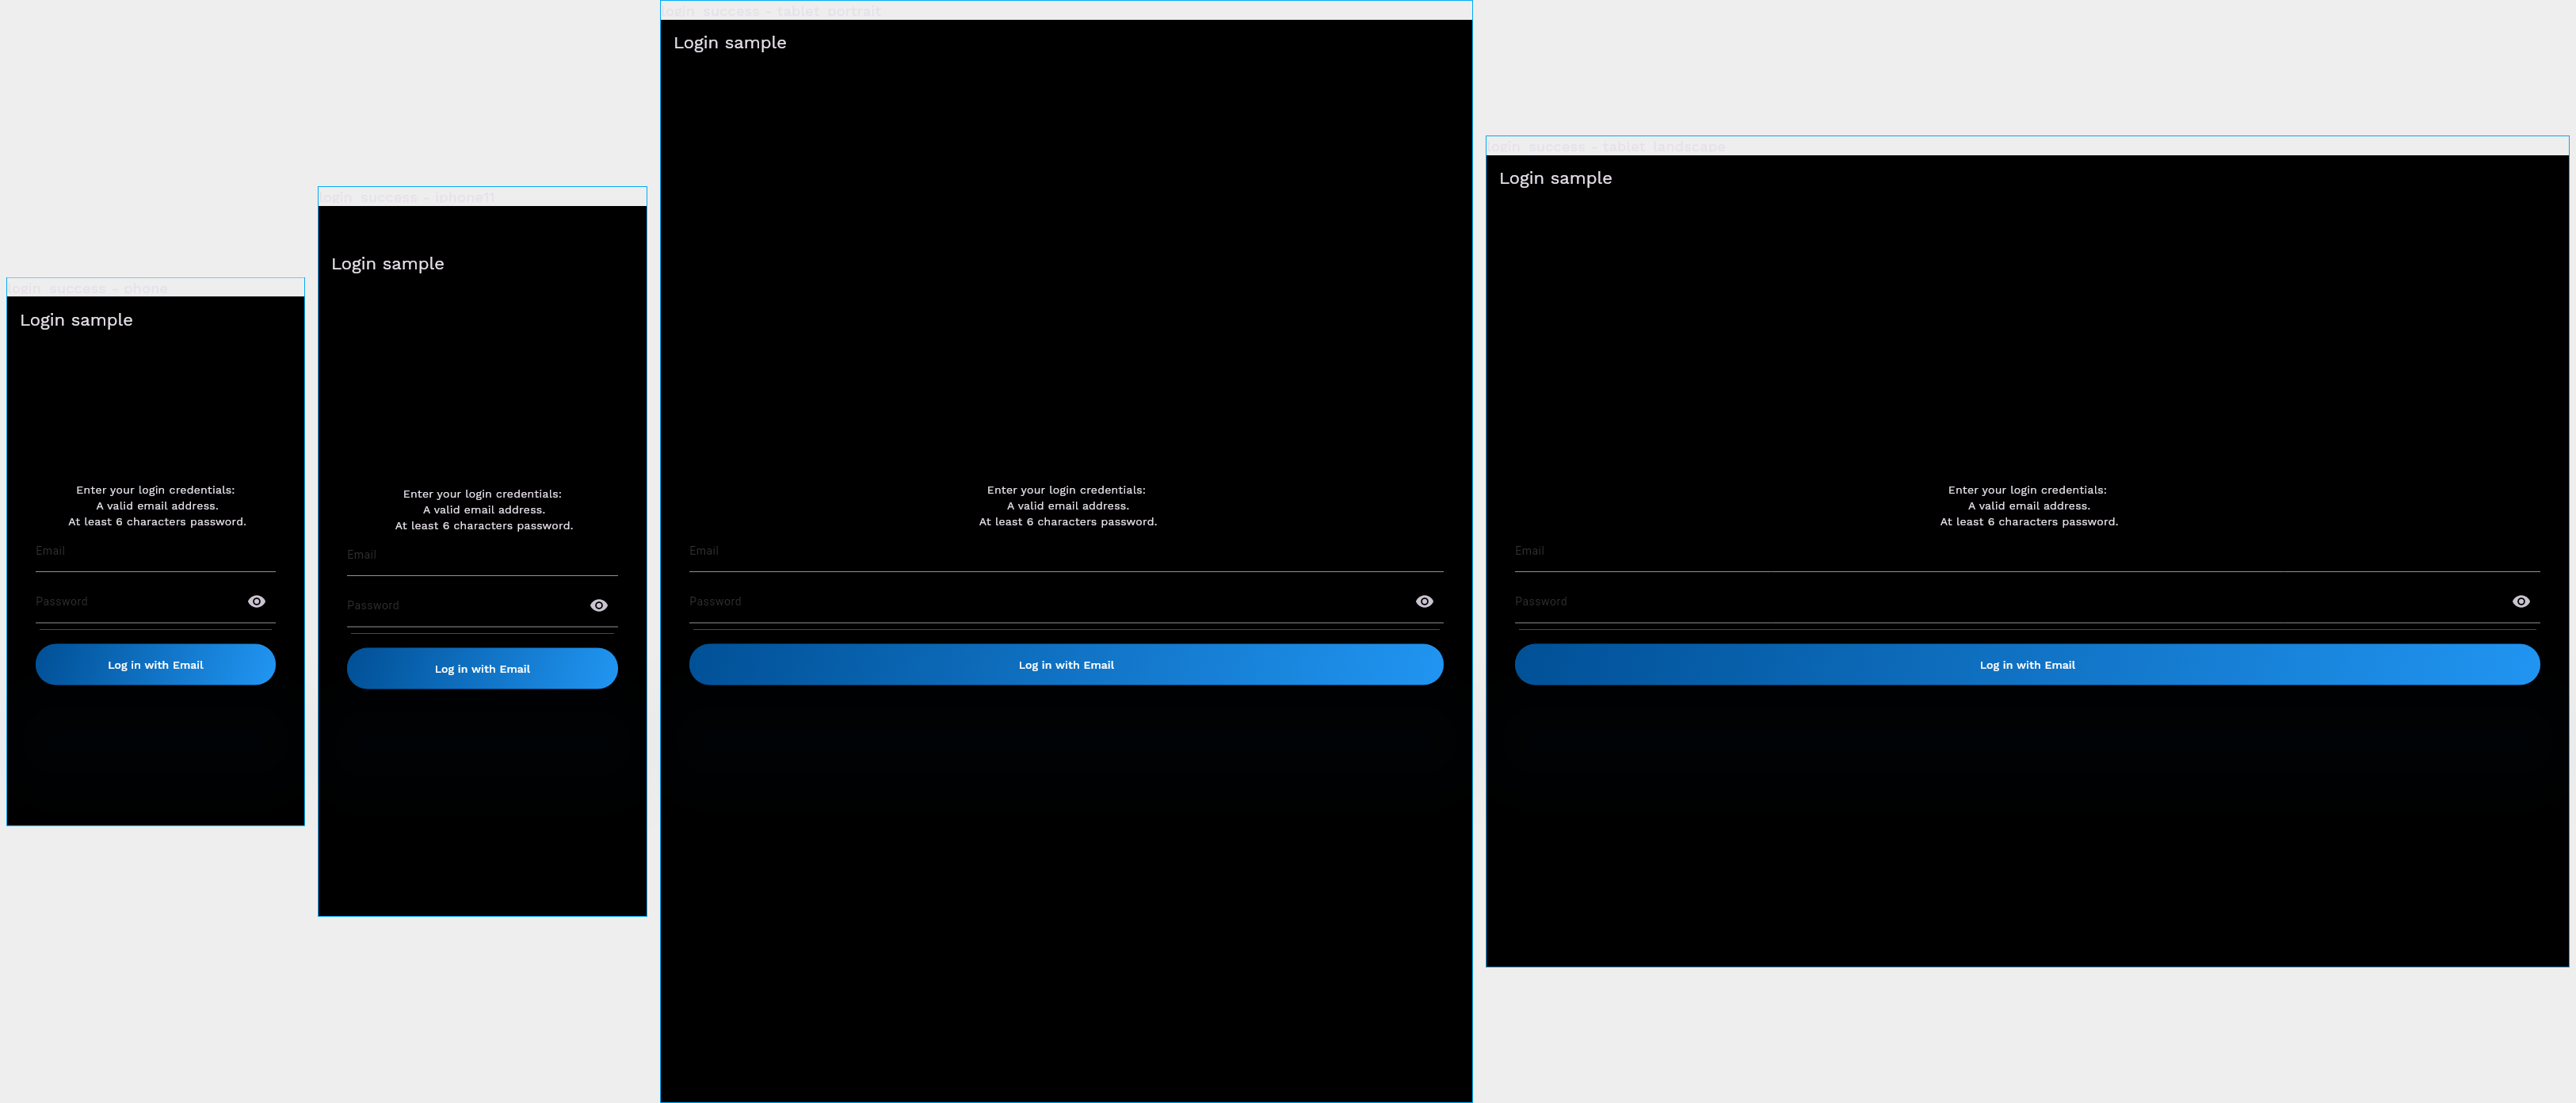 login_success - phone
Login sample
Enter your login credentials:
A valid email address.
At least 6 characters password.
Email
Password
Log in with Email
login_success - iphone11
Login sample
Enter your login credentials:
A valid email address.
At least 6 characters password.
Email
Password
Log in with Email
login_success - tablet_portrait
Login sample
Enter your login credentials:
A valid email address.
At least 6 characters password.
Email
Password
Log in with Email
login_success - tablet_landscape
Login sample
Enter your login credentials:
A valid email address.
At least 6 characters password.
Email
Password
Log in with Email